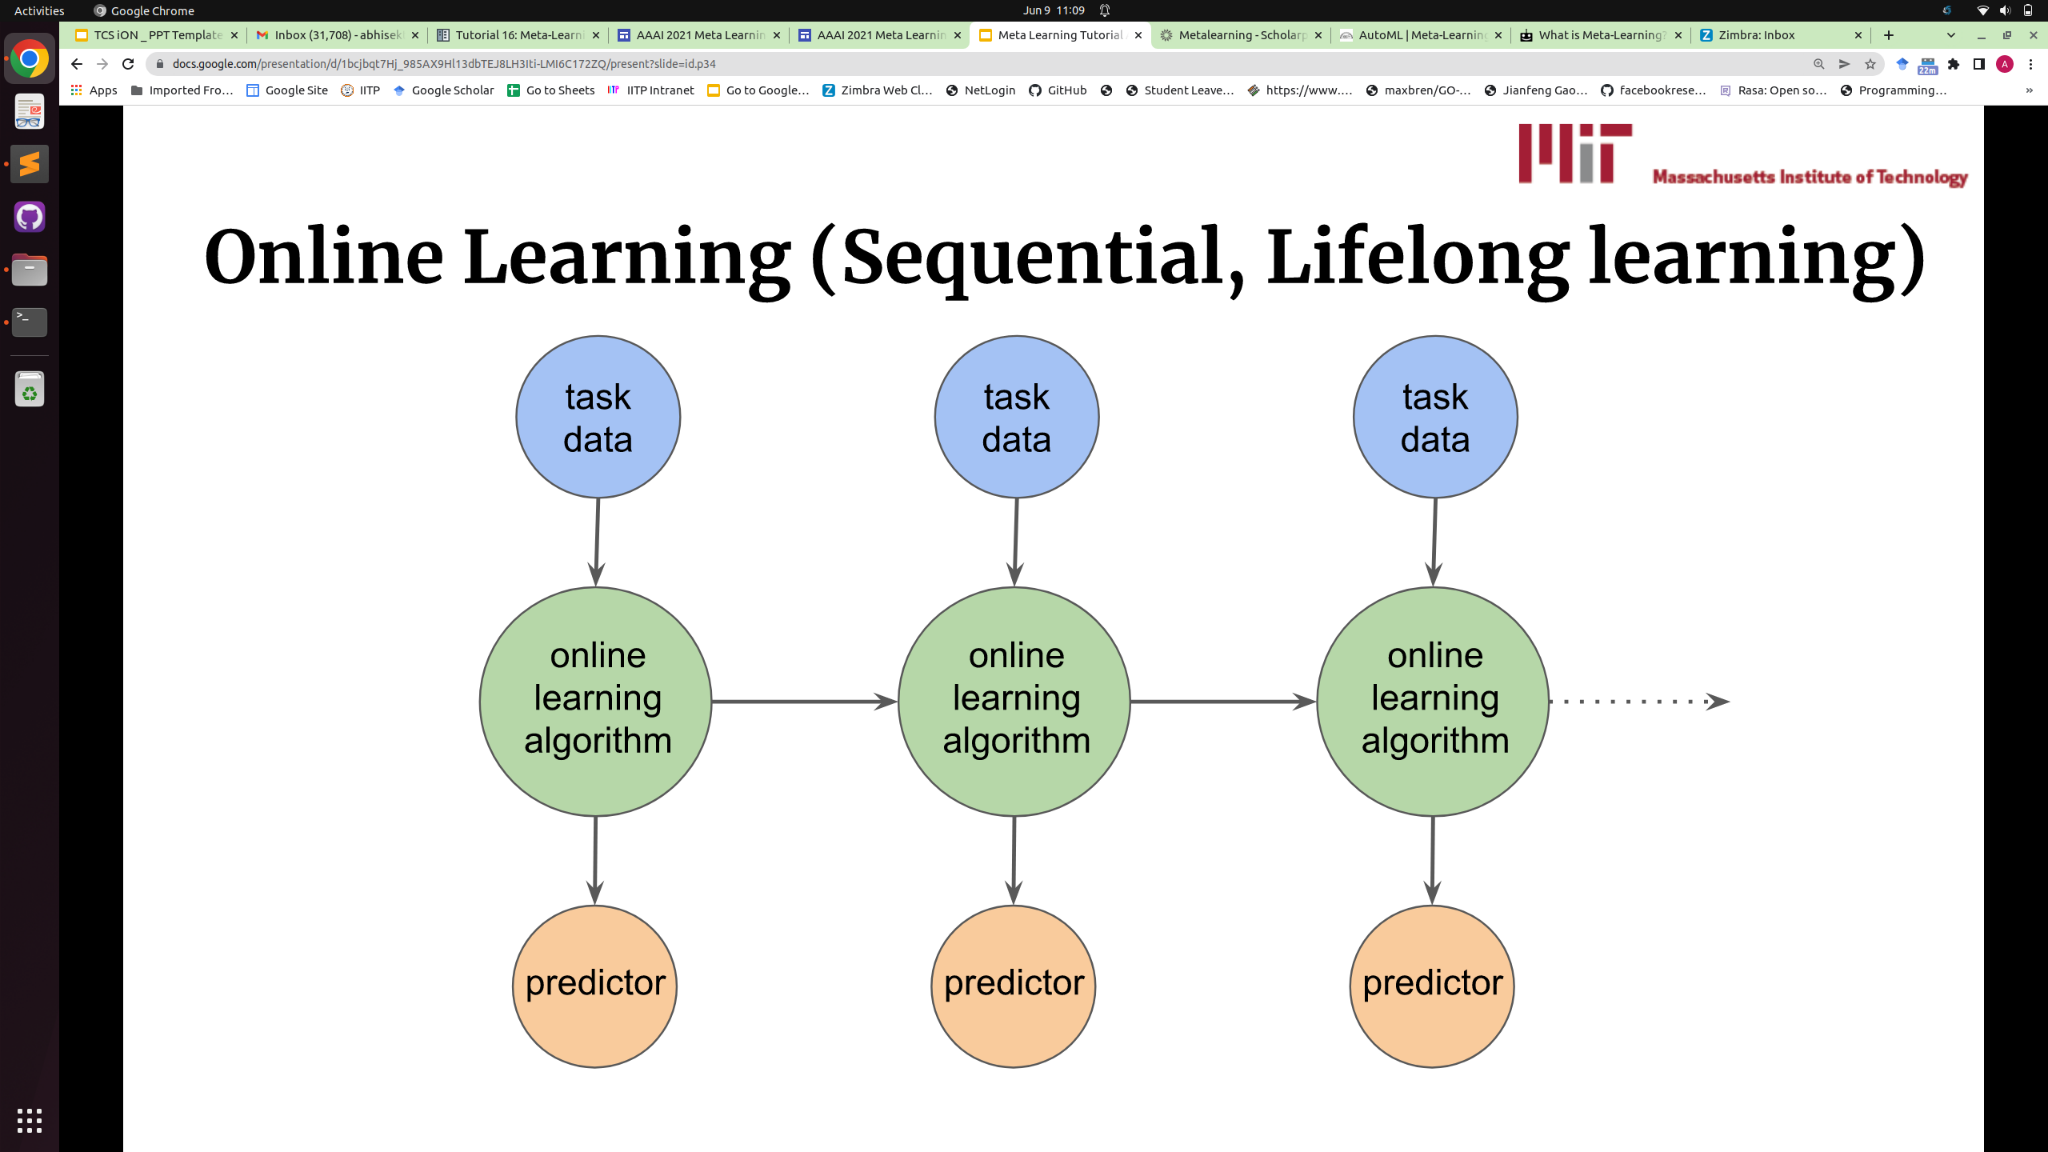 Activities
Google Chrome
Jun 9 11:09
TCS iON _ PPT Template
Inbox (31,708) - abhisek
Tutorial 16: Meta-Learni
AAAI 2021 Meta Learnin
AAAI 2021 Meta Learnin
Meta Learning Tutorial
Metalearning - Scholarp
AutoML | Meta-Learning
What is Meta-Learning?
Zimbra: Inbox
docs.google.com/presentation/d/1bcjbqt7Hj_985AX9Hl13dbTEJ8LH3Iti-LMI6C172ZQ/present?slide=id.p34
22m
A
Apps
Imported Fro...
Google Site
IITP
Google Scholar
Go to Sheets
IITP Intranet
Go to Google...
Zimbra Web Cl...
NetLogin
GitHub
Student Leave...
https://www....
maxbren/GO-...
Jianfeng Gao...
facebookrese...
Rasa: Open so...
Programming...
MIT
Massachusetts Institute of Technology
Online Learning (Sequential, Lifelong learning)
task
data
task
data
task
data
online
learning
algorithm
online
learning
algorithm
online
learning
algorithm
predictor
predictor
predictor